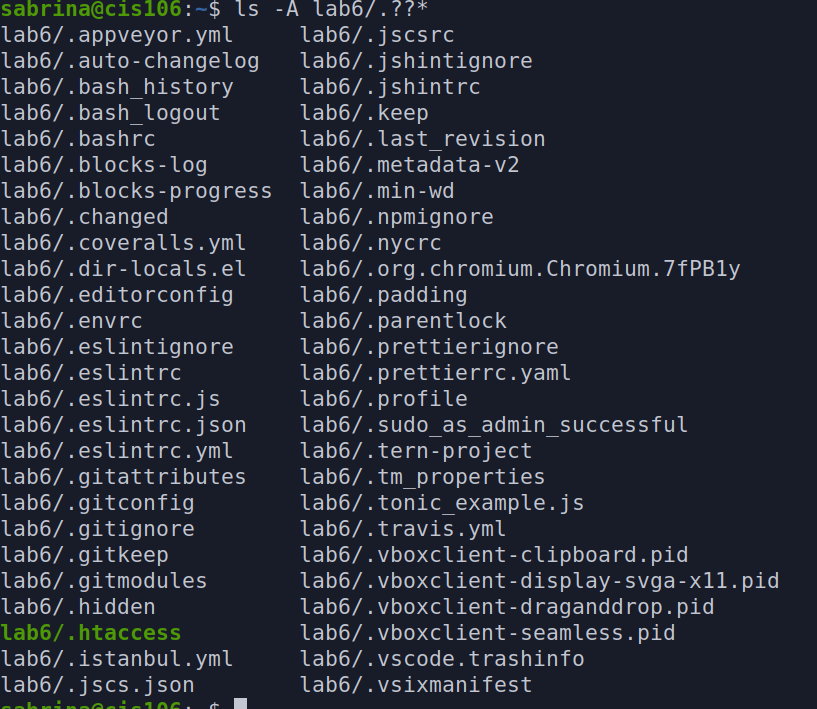 sabrina@cis106:~$ ls -A lab6/.??*
lab6/.appveyor.yml     lab6/.jscsrc
lab6/.auto-changelog   lab6/.jshintignore
lab6/.bash_history     lab6/.jshintrc
lab6/.bash_logout      lab6/.keep
lab6/.bashrc           lab6/.last_revision
lab6/.blocks-log       lab6/.metadata-v2
lab6/.blocks-progress  lab6/.min-wd
lab6/.changed          lab6/.npmignore
lab6/.coveralls.yml    lab6/.nycrc
lab6/.dir-locals.el    lab6/.org.chromium.Chromium.7fPB1y
lab6/.editorconfig     lab6/.padding
lab6/.envrc            lab6/.parentlock
lab6/.eslintignore     lab6/.prettierignore
lab6/.eslintrc         lab6/.prettierrc.yaml
lab6/.eslintrc.js      lab6/.profile
lab6/.eslintrc.json    lab6/.sudo_as_admin_successful
lab6/.eslintrc.yml     lab6/.tern-project
lab6/.gitattributes    lab6/.tm_properties
lab6/.gitconfig        lab6/.tonic_example.js
lab6/.gitignore        lab6/.travis.yml
lab6/.gitkeep          lab6/.vboxclient-clipboard.pid
lab6/.gitmodules       lab6/.vboxclient-display-svga-x11.pid
lab6/.hidden           lab6/.vboxclient-draganddrop.pid
lab6/.htaccess         lab6/.vboxclient-seamless.pid
lab6/.istanbul.yml     lab6/.vscode.trashinfo
lab6/.jscs.json        lab6/.vsixmanifest
sabrina@cis106:~$